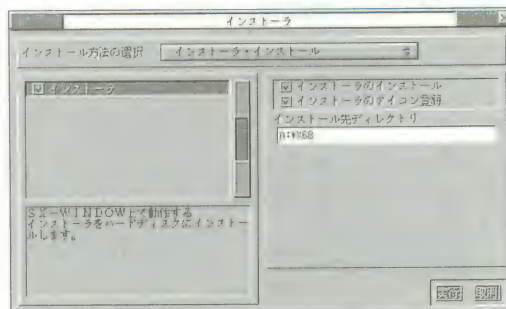 インストーラ
インストール方法の選択
インストーラ・インストール
インストーラ
SX-WINDOW上で動作する
インストーラをハードディスクにインストー
ルします。
インストーラのインストール
インストーラのアイコン登録
インストール先ディレクトリ
A:¥X68
実行 取消